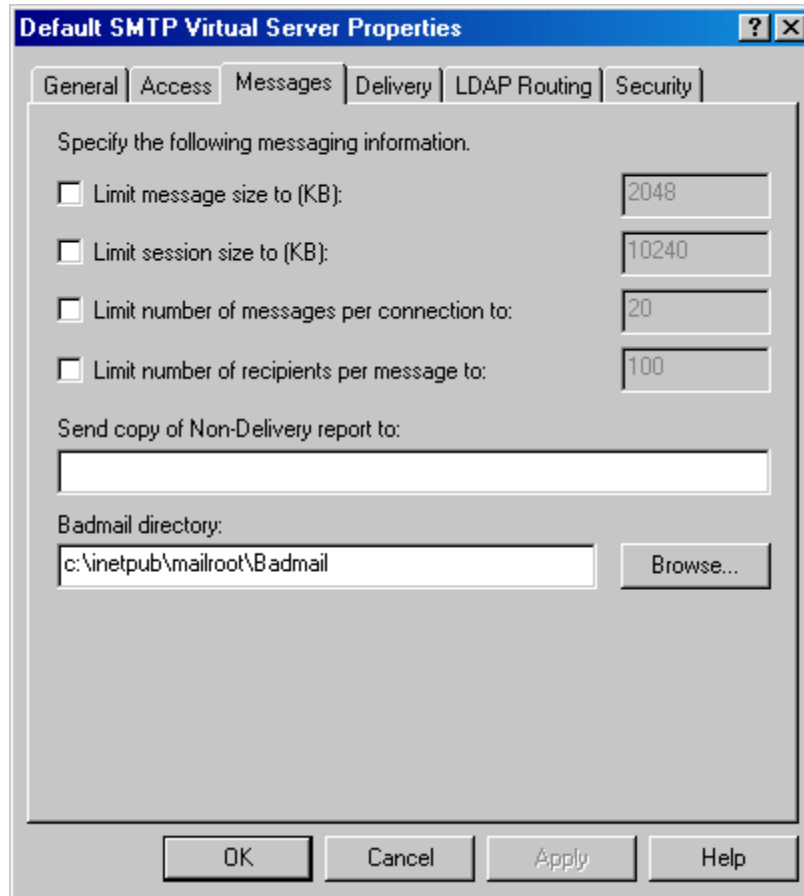 Default SMTP Virtual Server Properties ? X
General Access Messages Delivery LDAP Routing Security
Specify the following messaging information.
Limit message size to (KB): 2048
Limit session size to (KB): 10240
Limit number of messages per connection to: 20
Limit number of recipients per message to: 100
Send copy of Non-Delivery report to:
Badmail directory:
c:\inetpub\mailroot\Badmail Browse...
OK Cancel Apply Help